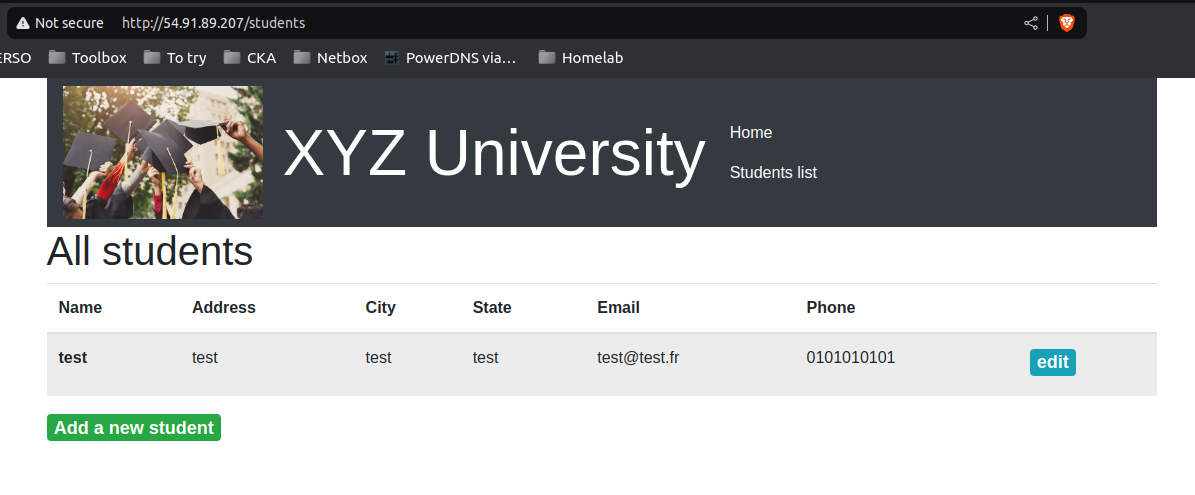 Not secure http://54.91.89.207/students
ERSO Toolbox To try CKA Netbox PowerDNS via… Homelab
XYZ University
Home
Students list
All students
Name Address City State Email Phone
test test test test test@test.fr 0101010101 edit
Add a new student